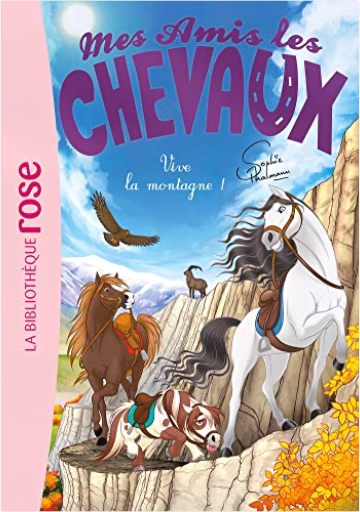 Mes Amis les
CHEVAUX
Vive
la montagne !
Sophie
Thalmann
LA BIBLIOTHÈQUE rose